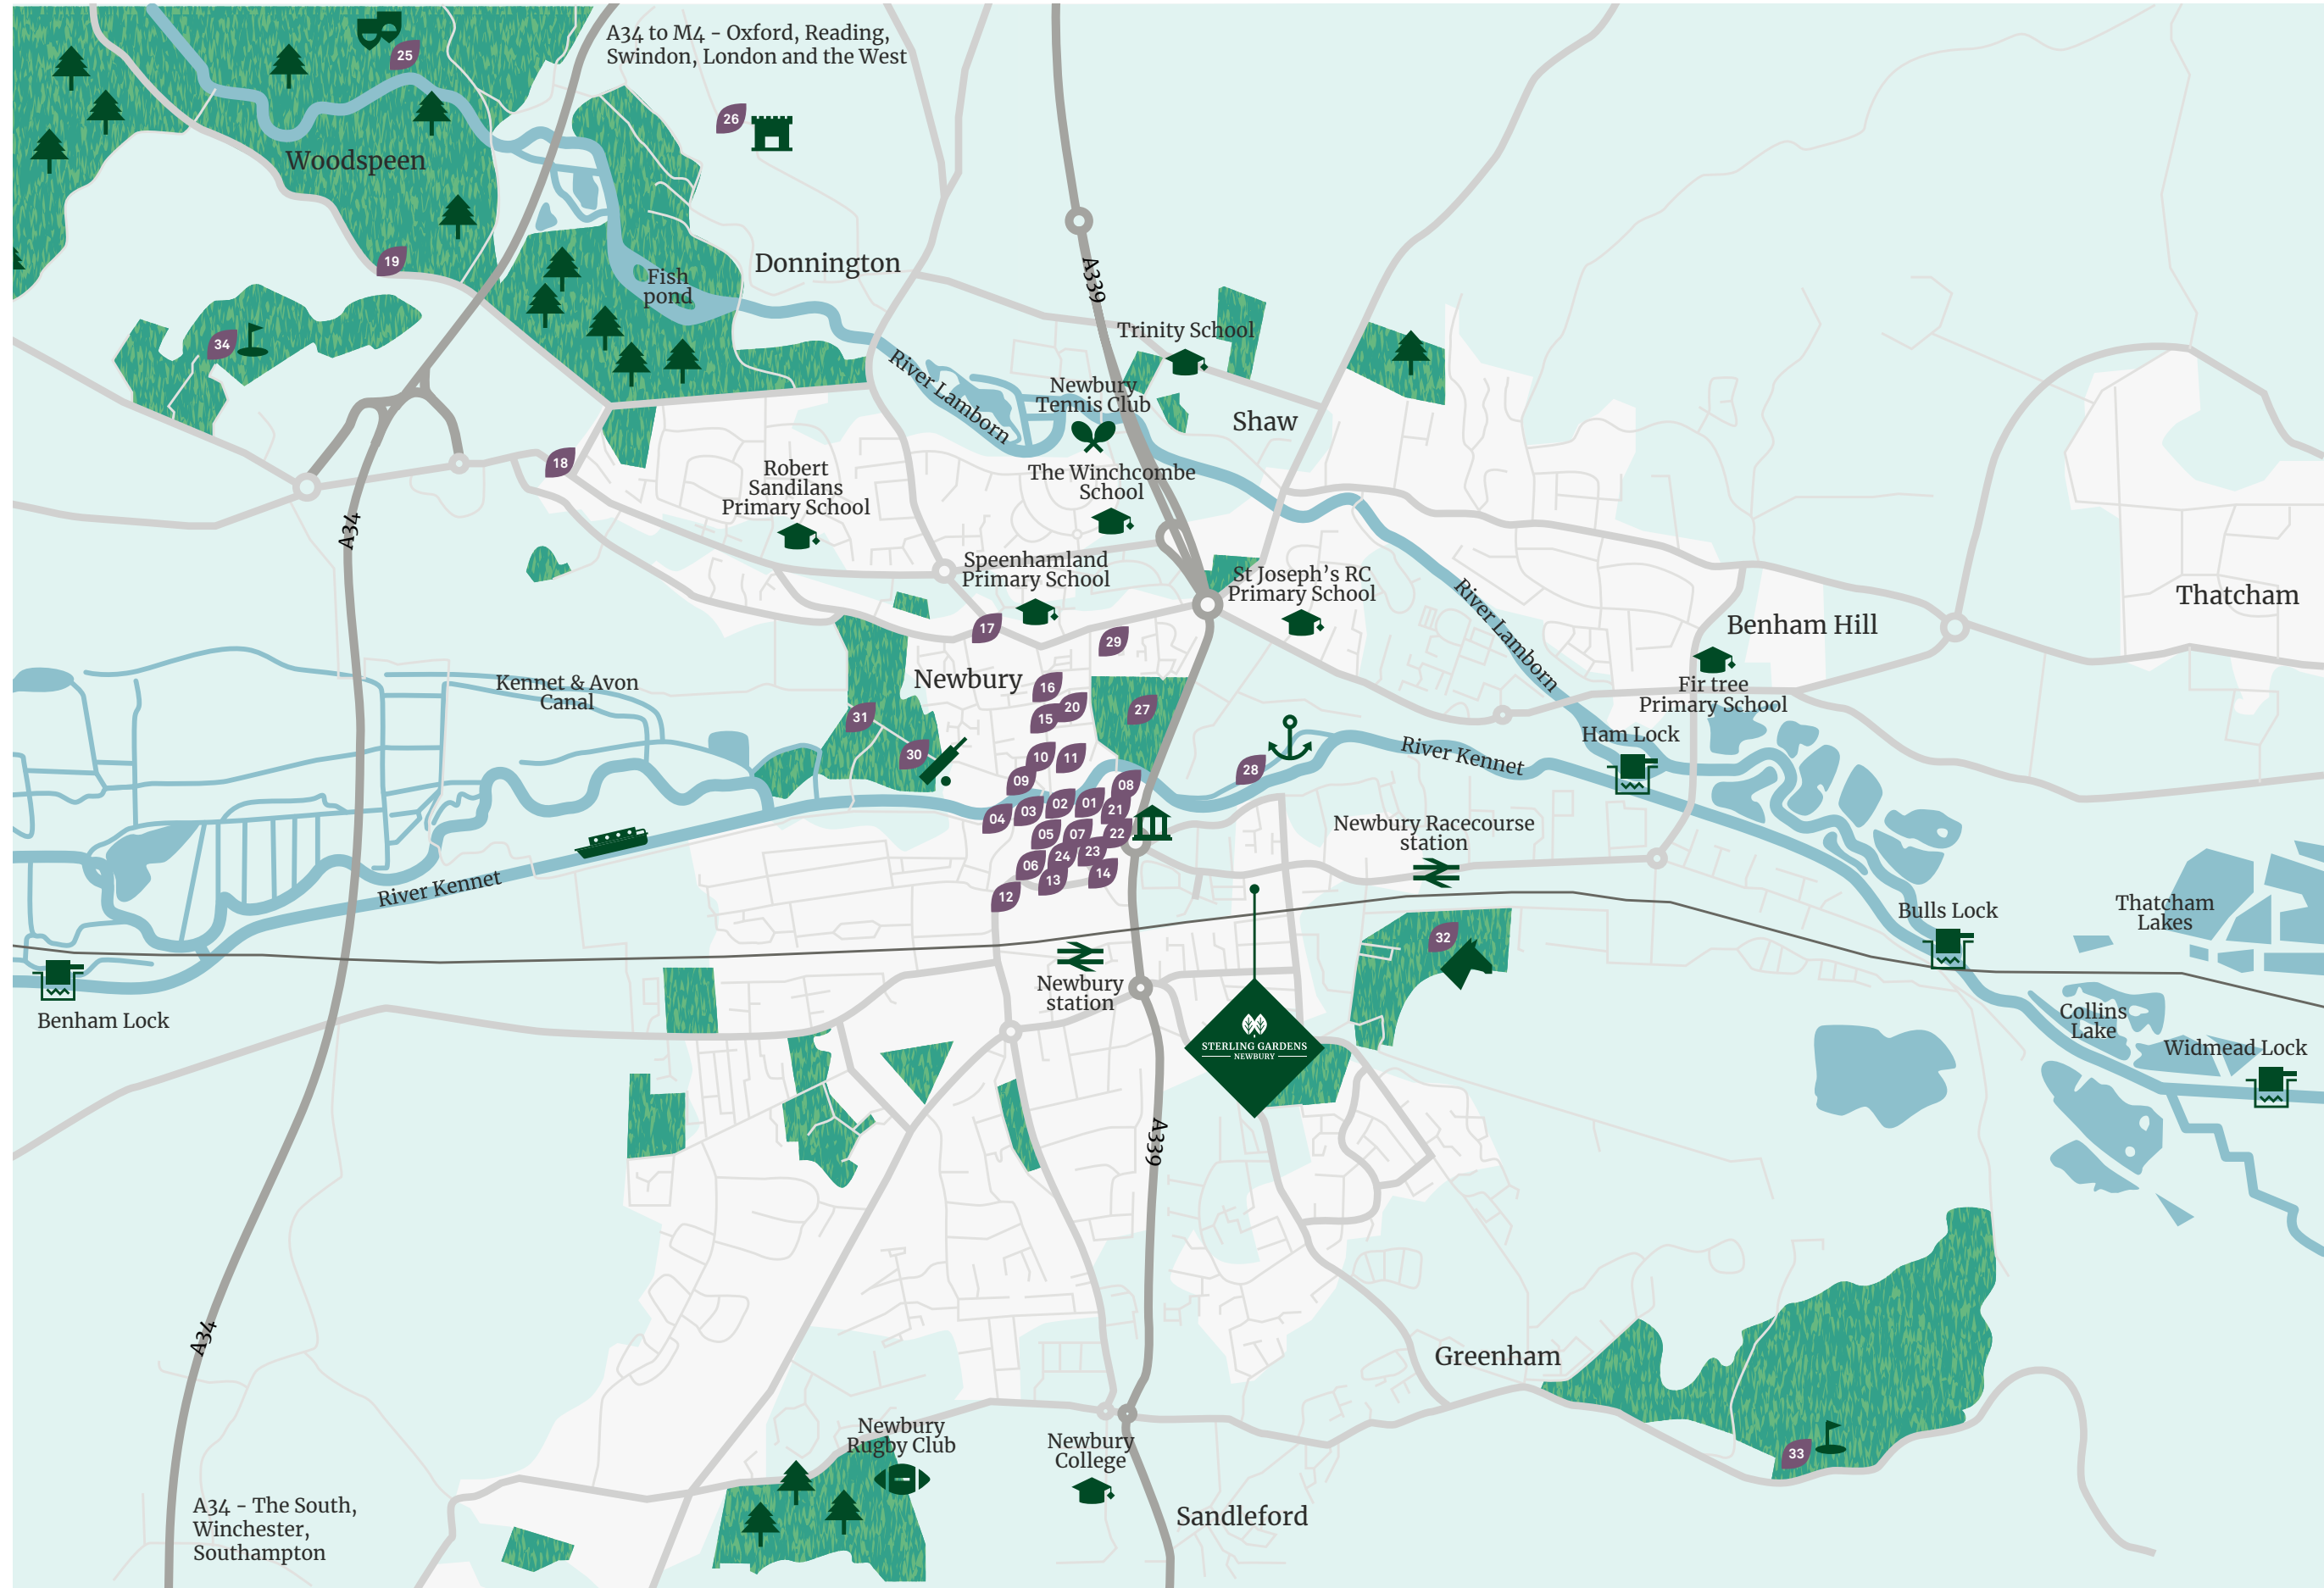 A34 to M4 - Oxford, Reading,
Swindon, London and the West
25
26
Woodspeen
19
Donnington
Fish
pond
A339
34
Trinity School
River Lamborn
Newbury
Tennis Club
Shaw
18
Robert
Sandilans
Primary School
The Winchcombe
School
A34
Speenhamland
Primary School
St Joseph's RC
Primary School
River Lamborn
Thatcham
Benham Hill
17
29
Newbury
Kennet & Avon
Canal
16
20
15
27
31
Fir tree
Primary School
Ham Lock
30
10
11
River Kennet
28
09
08
04
03
02
01
21
05
07
22
Newbury Racecourse
station
06
24
23
13
14
12
River Kennet
Bulls Lock
Thatcham
Lakes
32
Newbury
station
Benham Lock
STERLING GARDENS
NEWBURY
Collins
Lake
Widmead Lock
A339
A34
Greenham
Newbury
Rugby Club
Newbury
College
33
A34 - The South,
Winchester,
Southampton
Sandleford